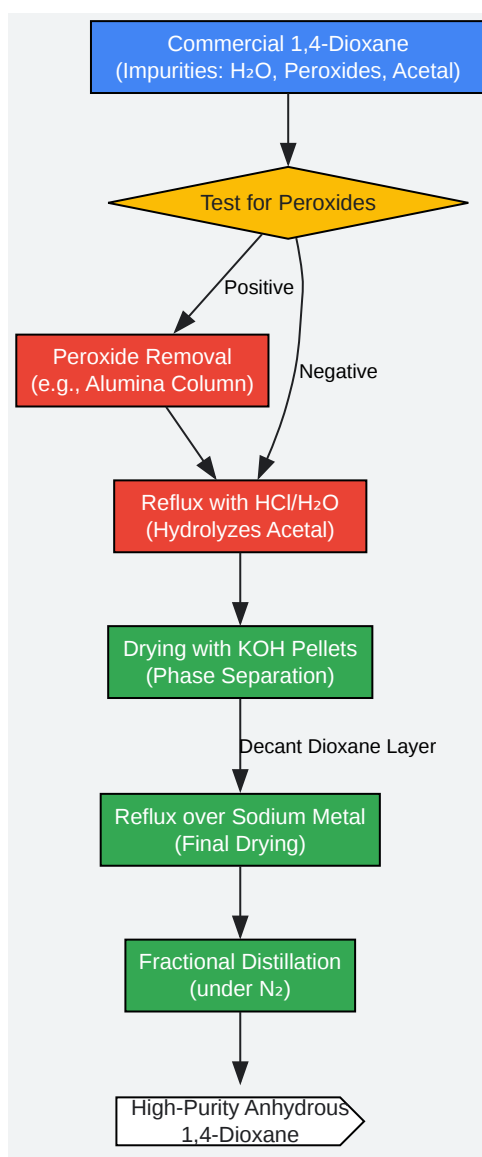 Commercial 1,4-Dioxane
(Impurities: H₂O, Peroxides, Acetal)
Test for Peroxides
Positive
Negative
Peroxide Removal
(e.g., Alumina Column)
Reflux with HCl/H₂O
(Hydrolyzes Acetal)
Drying with KOH Pellets
(Phase Separation)
Decant Dioxane Layer
Reflux over Sodium Metal
(Final Drying)
Fractional Distillation
(under N₂)
High-Purity Anhydrous
1,4-Dioxane